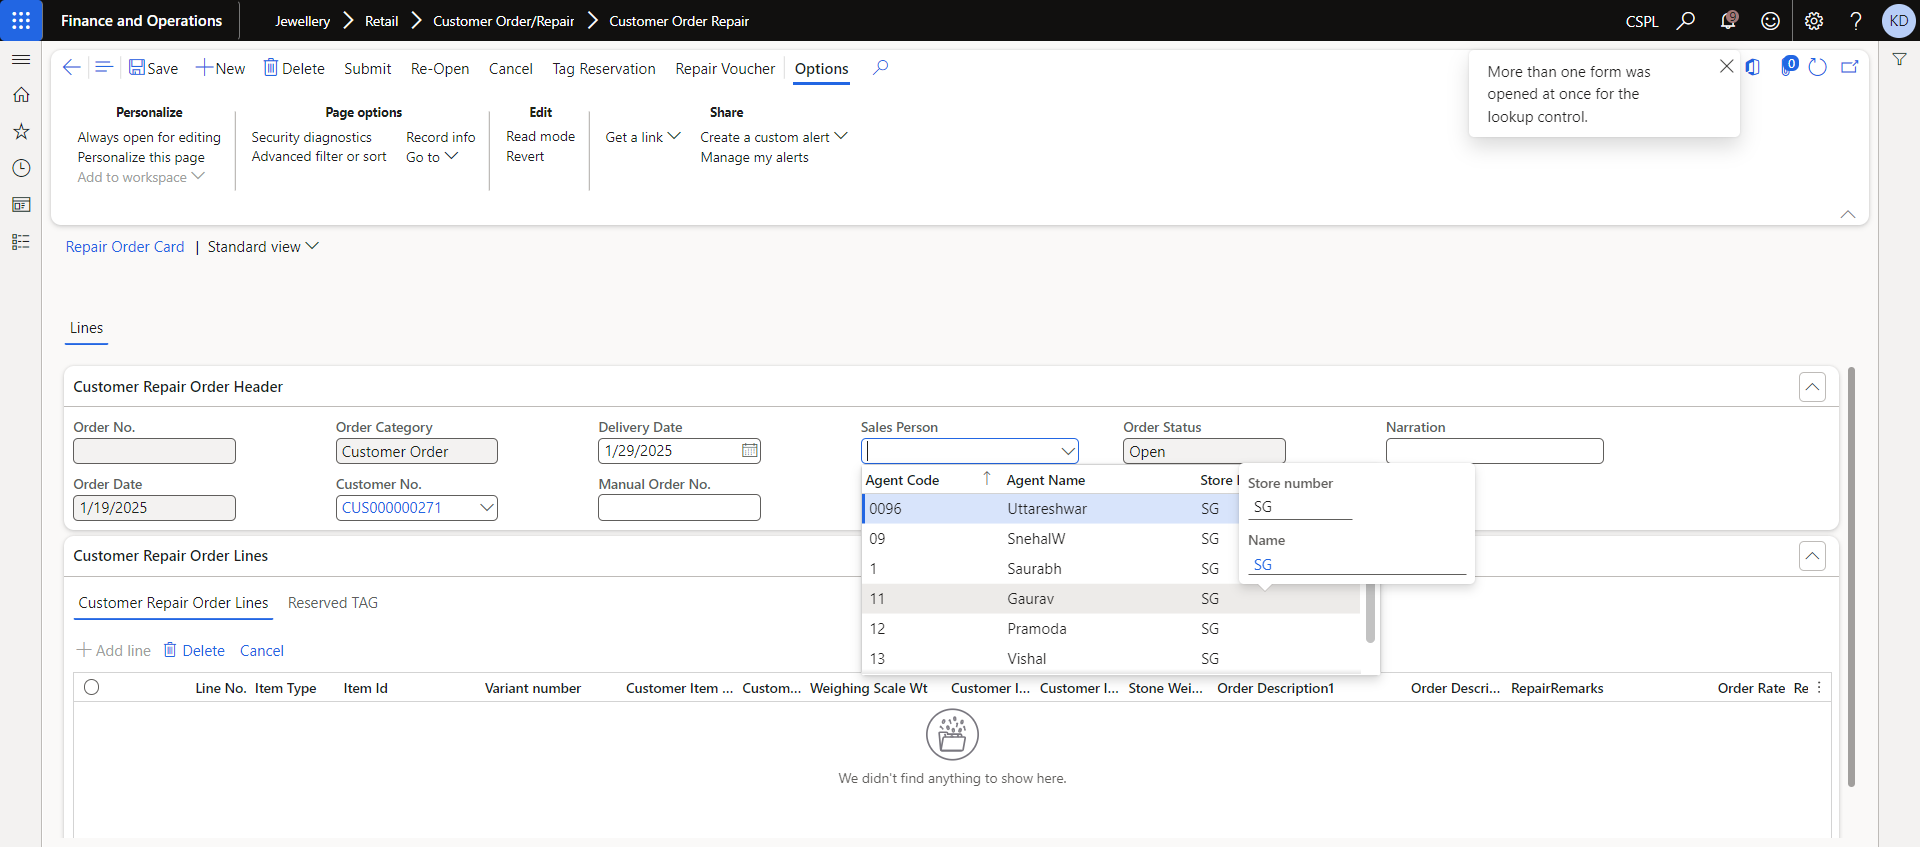 Finance and Operations
Jewellery
Retail
Customer Order/Repair
Customer Order Repair
CSPL
9
KD
Save
New
Delete
Submit
Re-Open
Cancel
Tag Reservation
Repair Voucher
Options
0
More than one form was
opened at once for the
lookup control.
Personalize
Always open for editing
Personalize this page
Add to workspace
Page options
Security diagnostics
Advanced filter or sort
Record info
Go to
Edit
Read mode
Revert
Get a link
Share
Create a custom alert
Manage my alerts
Repair Order Card | Standard view
Lines
Customer Repair Order Header
Order No.
Order Category
Customer Order
Delivery Date
1/29/2025
Sales Person
Order Status
Open
Narration
Order Date
1/19/2025
Customer No.
CUS000000271
Manual Order No.
Agent Code Agent Name Store
0096 Uttareshwar SG
09 SnehalW SG
1 Saurabh SG
11 Gaurav SG
12 Pramoda SG
13 Vishal SG
Store number
SG
Name
SG
Customer Repair Order Lines
Customer Repair Order Lines Reserved TAG
Add line Delete Cancel
Line No. Item Type Item Id Variant number Customer Item ... Custom... Weighing Scale Wt Customer I... Customer I... Stone Wei... Order Description1 Order Descri... RepairRemarks Order Rate Re
We didn't find anything to show here.